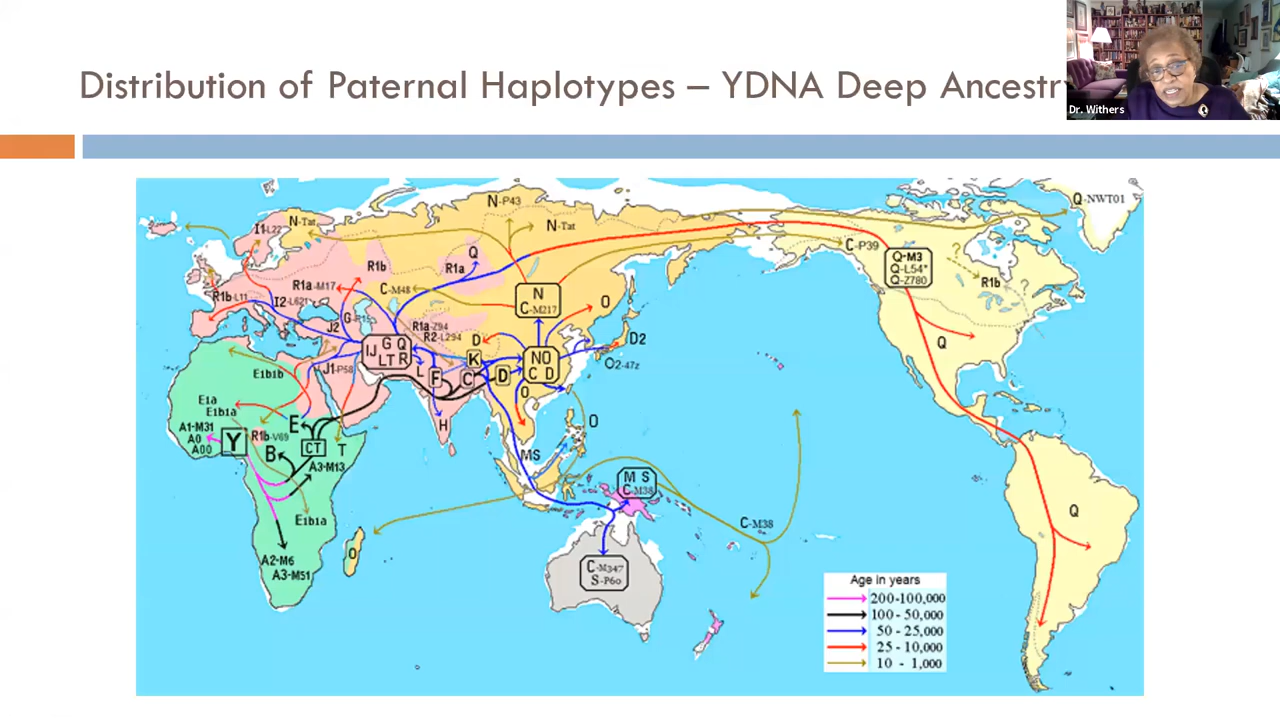 Distribution of Paternal Haplotypes – YDNA Deep Ancestry
Dr. Withers
N-P43
N-Tat
N-Tat
I1-L22
Q-NWT01
C-P39
Q
R1a
R1b
R1a-M17
C-M48
N
C-M217
O
Q-M3
Q-L54*
Q-Z780
?
R1b
?
R1b-L11
I2-L621
J2
R1a-Z94
R2-L294
D
D2
O2-47z
Q
IJ G Q
LT R
L
F
C
K
D
NO
C D
O
J1-P58
E1b1b
H
E1a
E1b1a
A1-M31
A0
A00
Y
R1b-V69
E
B
CT
T
A3-M13
O
MS
M S
C-M38
E1b1a
C-M38
Q
O
A2-M6
A3-M51
C-M347
S-P60
Age in years
200-100,000
100-50,000
50-25,000
25-10,000
10 - 1,000